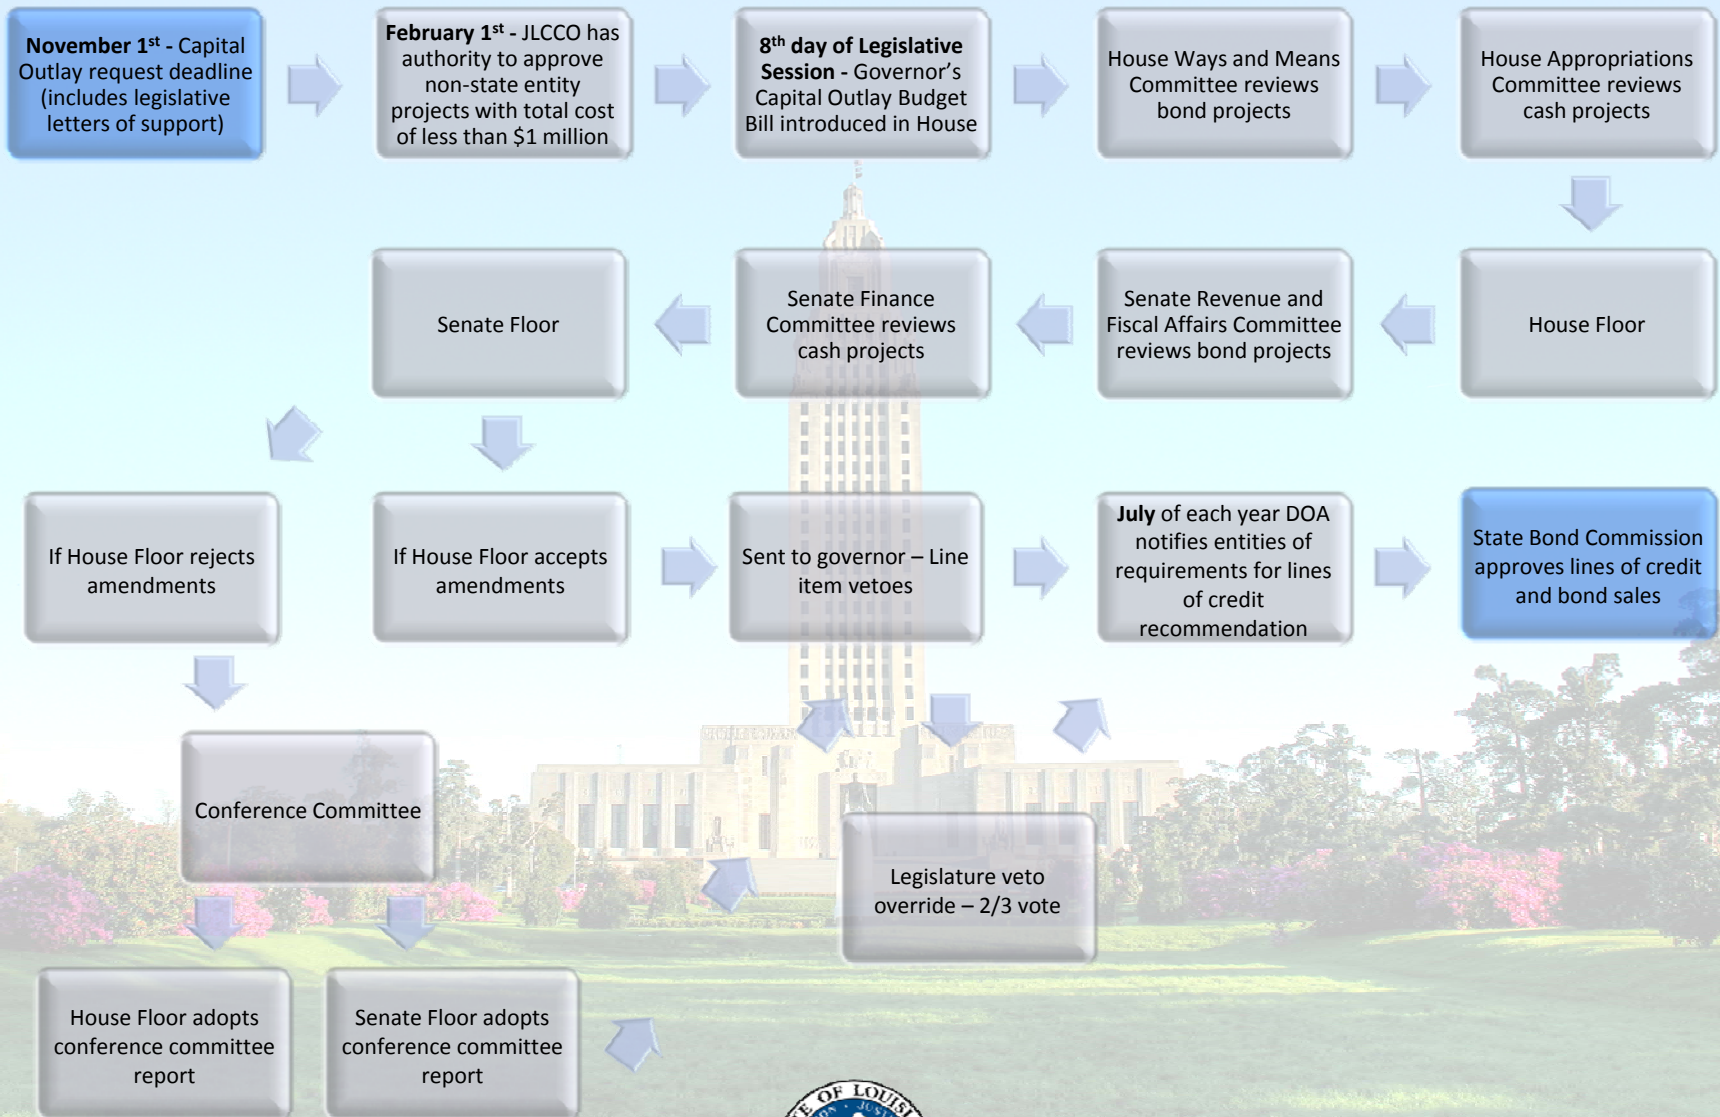 November 1st - Capital
Outlay request deadline
(includes legislative
letters of support)
February 1st - JLCCO has
authority to approve
non-state entity
projects with total cost
of less than $1 million
8th day of Legislative
Session - Governor's
Capital Outlay Budget
Bill introduced in House
House Ways and Means
Committee reviews
bond projects
House Appropriations
Committee reviews
cash projects
Senate Floor
Senate Finance
Committee reviews
cash projects
Senate Revenue and
Fiscal Affairs Committee
reviews bond projects
House Floor
If House Floor rejects
amendments
If House Floor accepts
amendments
Sent to governor – Line
item vetoes
July of each year DOA
notifies entities of
requirements for lines
of credit
recommendation
State Bond Commission
approves lines of credit
and bond sales
Conference Committee
Legislature veto
override – 2/3 vote
House Floor adopts
conference committee
report
Senate Floor adopts
conference committee
report
OF